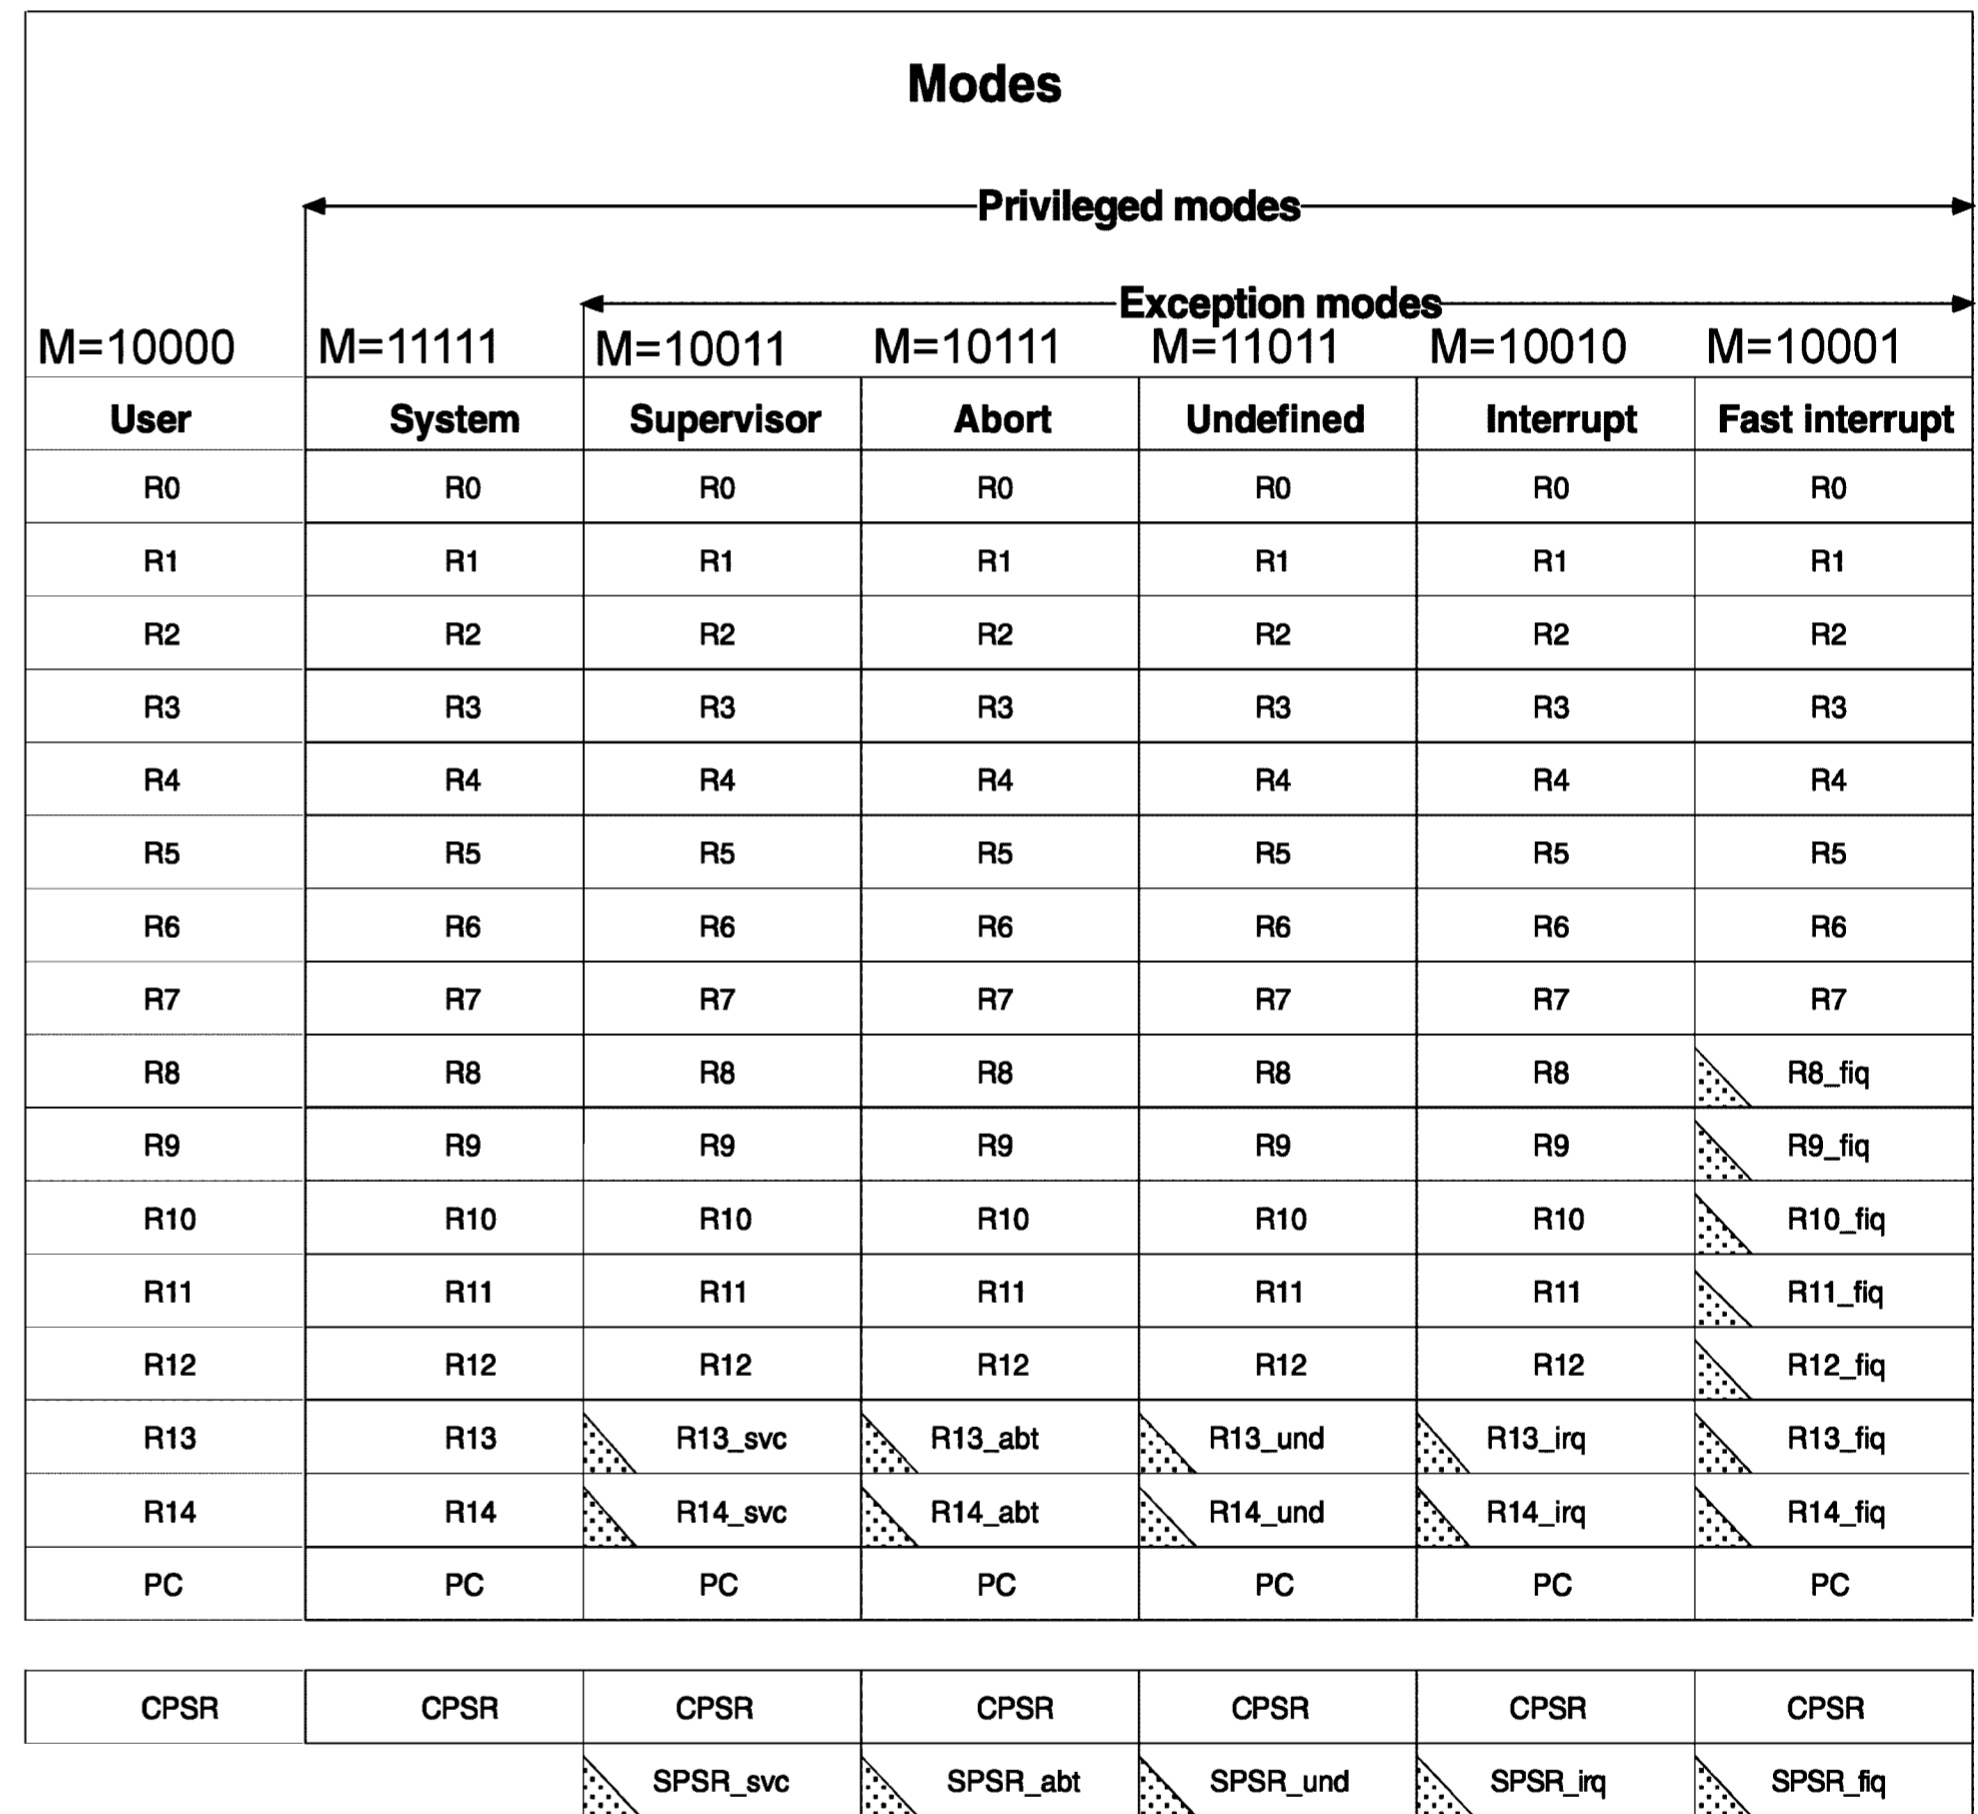 Modes
Privileged modes
Exception modes
M=10000 M=11111 M=10011 M=10111 M=11011 M=10010 M=10001
User System Supervisor Abort Undefined Interrupt Fast interrupt
R0 R0 R0 R0 R0 R0 R0
R1 R1 R1 R1 R1 R1 R1
R2 R2 R2 R2 R2 R2 R2
R3 R3 R3 R3 R3 R3 R3
R4 R4 R4 R4 R4 R4 R4
R5 R5 R5 R5 R5 R5 R5
R6 R6 R6 R6 R6 R6 R6
R7 R7 R7 R7 R7 R7 R7
R8 R8 R8 R8 R8 R8 R8_fiq
R9 R9 R9 R9 R9 R9 R9_fiq
R10 R10 R10 R10 R10 R10 R10_fiq
R11 R11 R11 R11 R11 R11 R11_fiq
R12 R12 R12 R12 R12 R12 R12_fiq
R13 R13 R13_svc R13_abt R13_und R13_irq R13_fiq
R14 R14 R14_svc R14_abt R14_und R14_irq R14_fiq
PC PC PC PC PC PC PC
CPSR CPSR CPSR CPSR CPSR CPSR CPSR
SPSR_svc SPSR_abt SPSR_und SPSR_irq SPSR_fiq